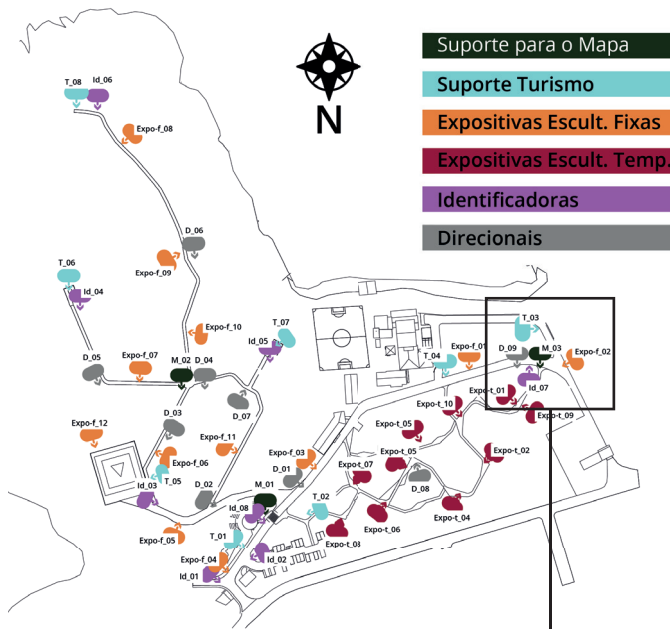 Suporte para o Mapa
Suporte Turismo
Expositivas Escult. Fixas
Expositivas Escult. Temp.
Identificadoras
Direcionais
N
T_08
Id_06
Expo-f_08
D_06
Expo-f_09
T_06
Id_04
Expo-f_10
T_07
Id_05
T_03
D_09
M_03
Expo-f_02
Expo-f_01
T_04
D_05
Expo-f_07
M_02
D_04
Id_07
Expo-t_01
Expo-t_10
Expo-t_09
D_07
D_03
Expo-f_12
Expo-t_05
Expo-f_11
Expo-f_03
Expo-t_02
Expo-f_06
Expo-t_05
Expo-t_07
D_01
D_08
T_05
Id_03
D_02
M_01
T_02
Id_08
Expo-t_04
Expo-t_06
Expo-f_05
T_01
Expo-t_08
Expo-f_04
Id_02
Id_01